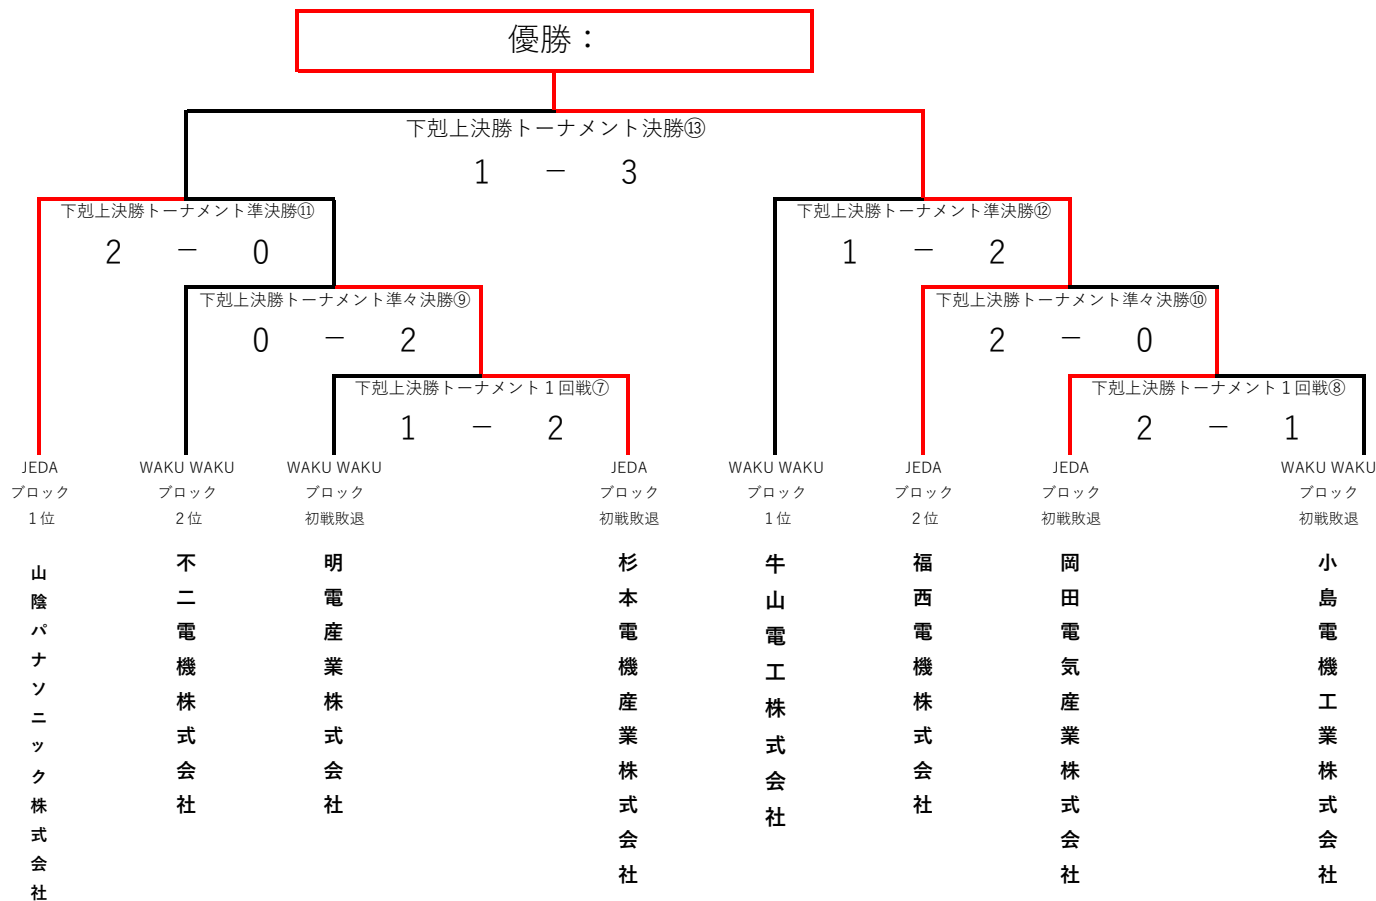 優勝：
下剋上決勝トーナメント決勝⑬
1 － 3
下剋上決勝トーナメント準決勝⑪
2 － 0
下剋上決勝トーナメント準決勝⑫
1 － 2
下剋上決勝トーナメント準々決勝⑨
0 － 2
下剋上決勝トーナメント準々決勝⑩
2 － 0
下剋上決勝トーナメント１回戦⑦
1 － 2
下剋上決勝トーナメント１回戦⑧
2 － 1
JEDA
ブロック
１位
山陰パナソニック株式会社
WAKU WAKU
ブロック
２位
不二電機株式会社
WAKU WAKU
ブロック
初戦敗退
明電産業株式会社
JEDA
ブロック
初戦敗退
杉本電機産業株式会社
WAKU WAKU
ブロック
１位
牛山電工株式会社
JEDA
ブロック
２位
福西電機株式会社
JEDA
ブロック
初戦敗退
岡田電気産業株式会社
WAKU WAKU
ブロック
初戦敗退
小島電機工業株式会社